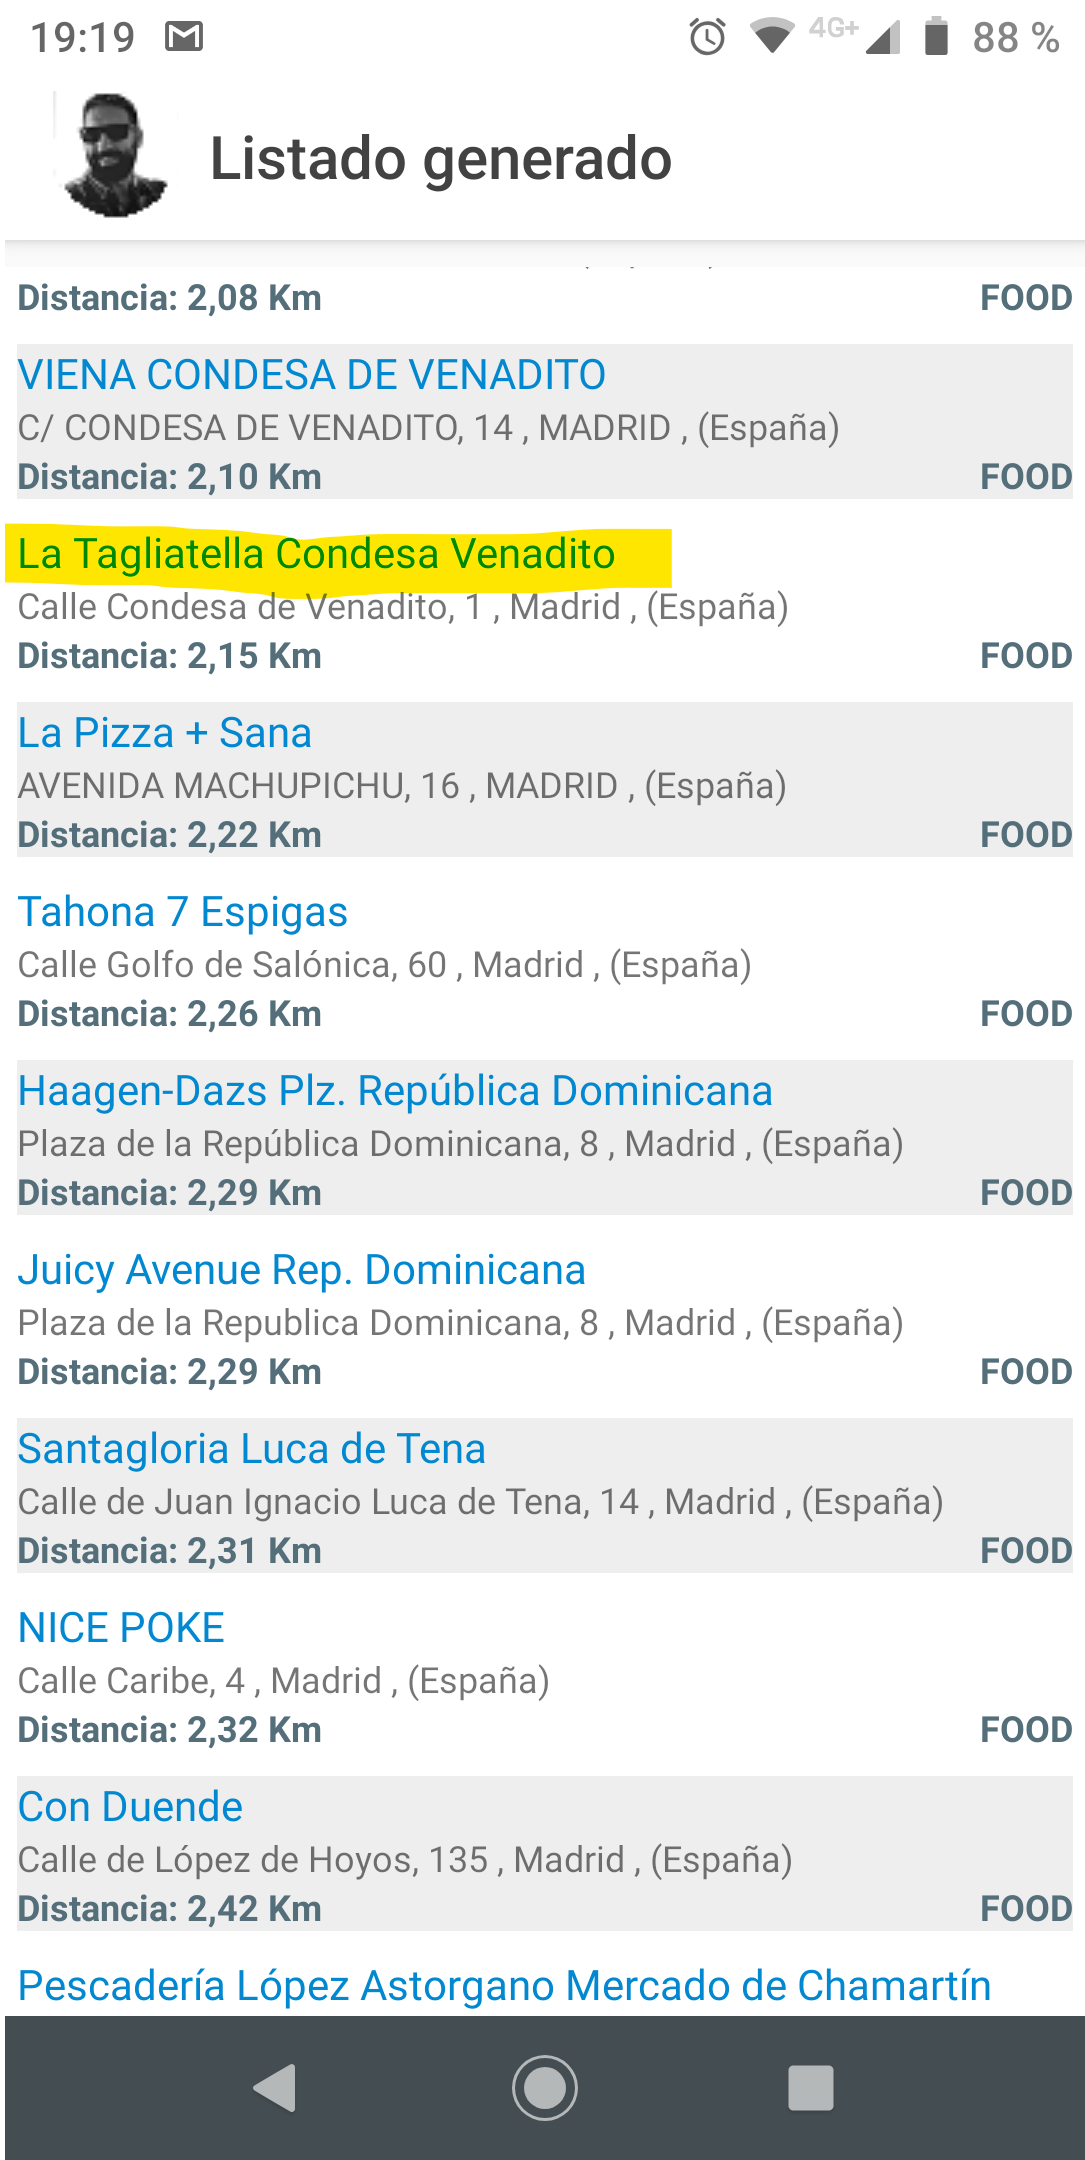 19:19 4G+ 88 %
Listado generado
Distancia: 2,08 Km FOOD
VIENA CONDESA DE VENADITO
C/ CONDESA DE VENADITO, 14 , MADRID , (España)
Distancia: 2,10 Km FOOD
La Tagliatella Condesa Venadito
Calle Condesa de Venadito, 1 , Madrid , (España)
Distancia: 2,15 Km FOOD
La Pizza + Sana
AVENIDA MACHUPICHU, 16 , MADRID , (España)
Distancia: 2,22 Km FOOD
Tahona 7 Espigas
Calle Golfo de Salónica, 60 , Madrid , (España)
Distancia: 2,26 Km FOOD
Haagen-Dazs Plz. República Dominicana
Plaza de la República Dominicana, 8 , Madrid , (España)
Distancia: 2,29 Km FOOD
Juicy Avenue Rep. Dominicana
Plaza de la Republica Dominicana, 8 , Madrid , (España)
Distancia: 2,29 Km FOOD
Santagloria Luca de Tena
Calle de Juan Ignacio Luca de Tena, 14 , Madrid , (España)
Distancia: 2,31 Km FOOD
NICE POKE
Calle Caribe, 4 , Madrid , (España)
Distancia: 2,32 Km FOOD
Con Duende
Calle de López de Hoyos, 135 , Madrid , (España)
Distancia: 2,42 Km FOOD
Pescadería López Astorgano Mercado de Chamartín